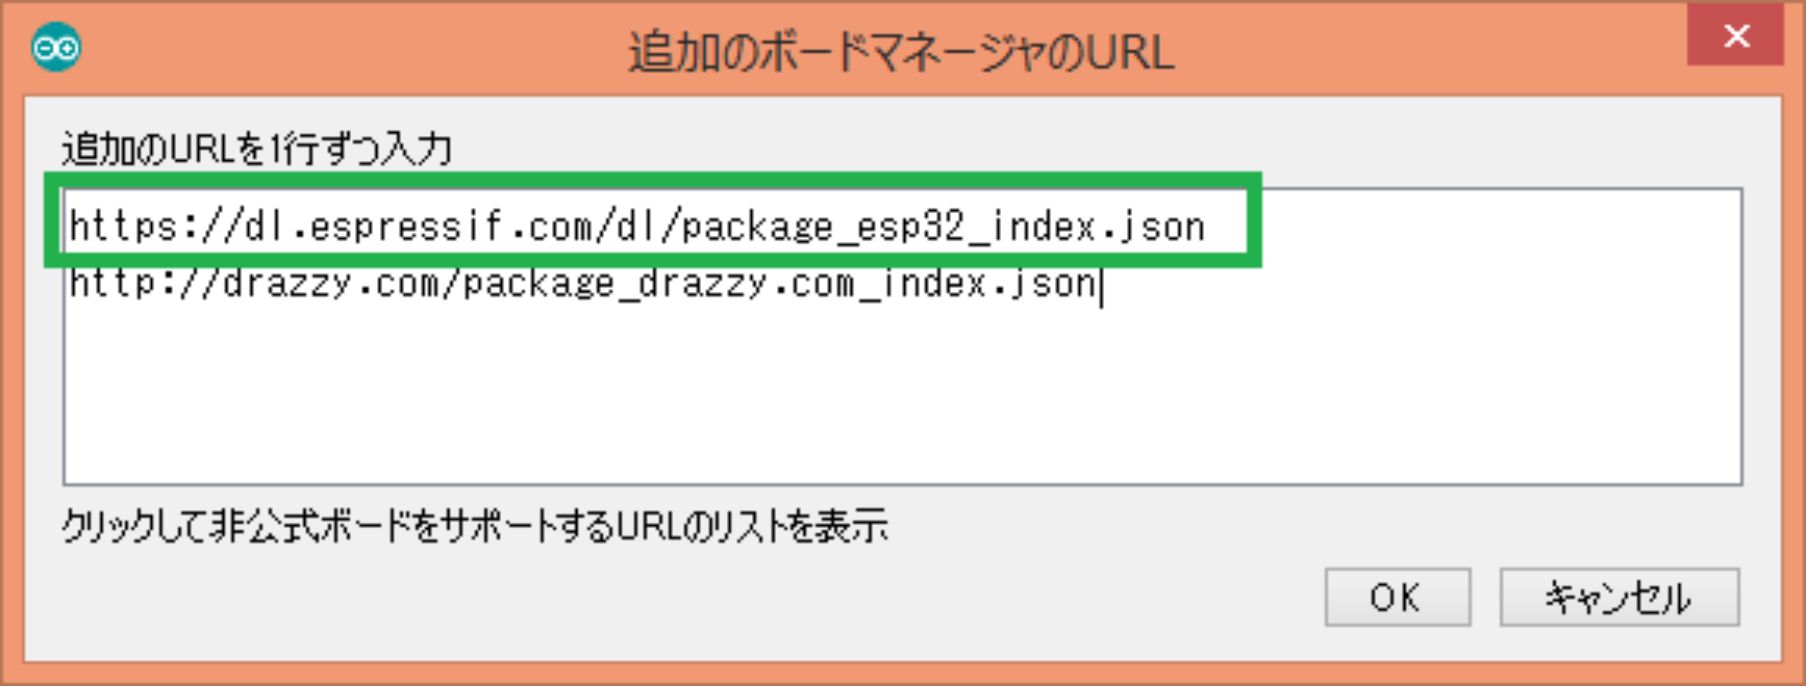 追加のボードマネージャのURL
追加のURLを1行ずつ入力
https://dl.espressif.com/dl/package_esp32_index.json
http://drazzy.com/package_drazzy.com_index.json
クリックして非公式ボードをサポートするURLのリストを表示
OK
キャンセル